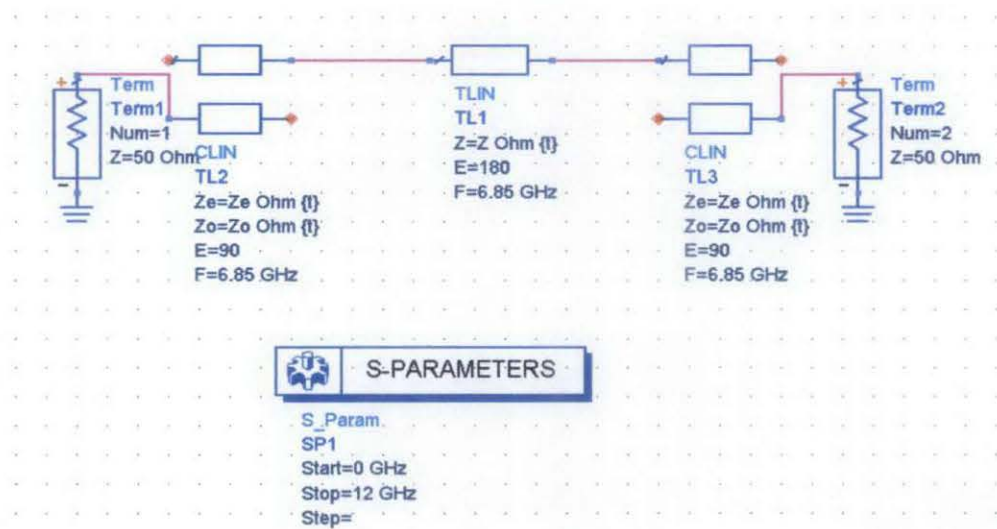 +
Term
Term1
Num=1
Z=50 Ohm
-
CLIN
TL2
Ze=Ze Ohm {t}
Zo=Zo Ohm {t}
E=90
F=6.85 GHz
TLIN
TL1
Z=Z Ohm {t}
E=180
F=6.85 GHz
CLIN
TL3
Ze=Ze Ohm {t}
Zo=Zo Ohm {t}
E=90
F=6.85 GHz
+
Term
Term2
Num=2
Z=50 Ohm
-
S-PARAMETERS
S_Param
SP1
Start=0 GHz
Stop=12 GHz
Step=